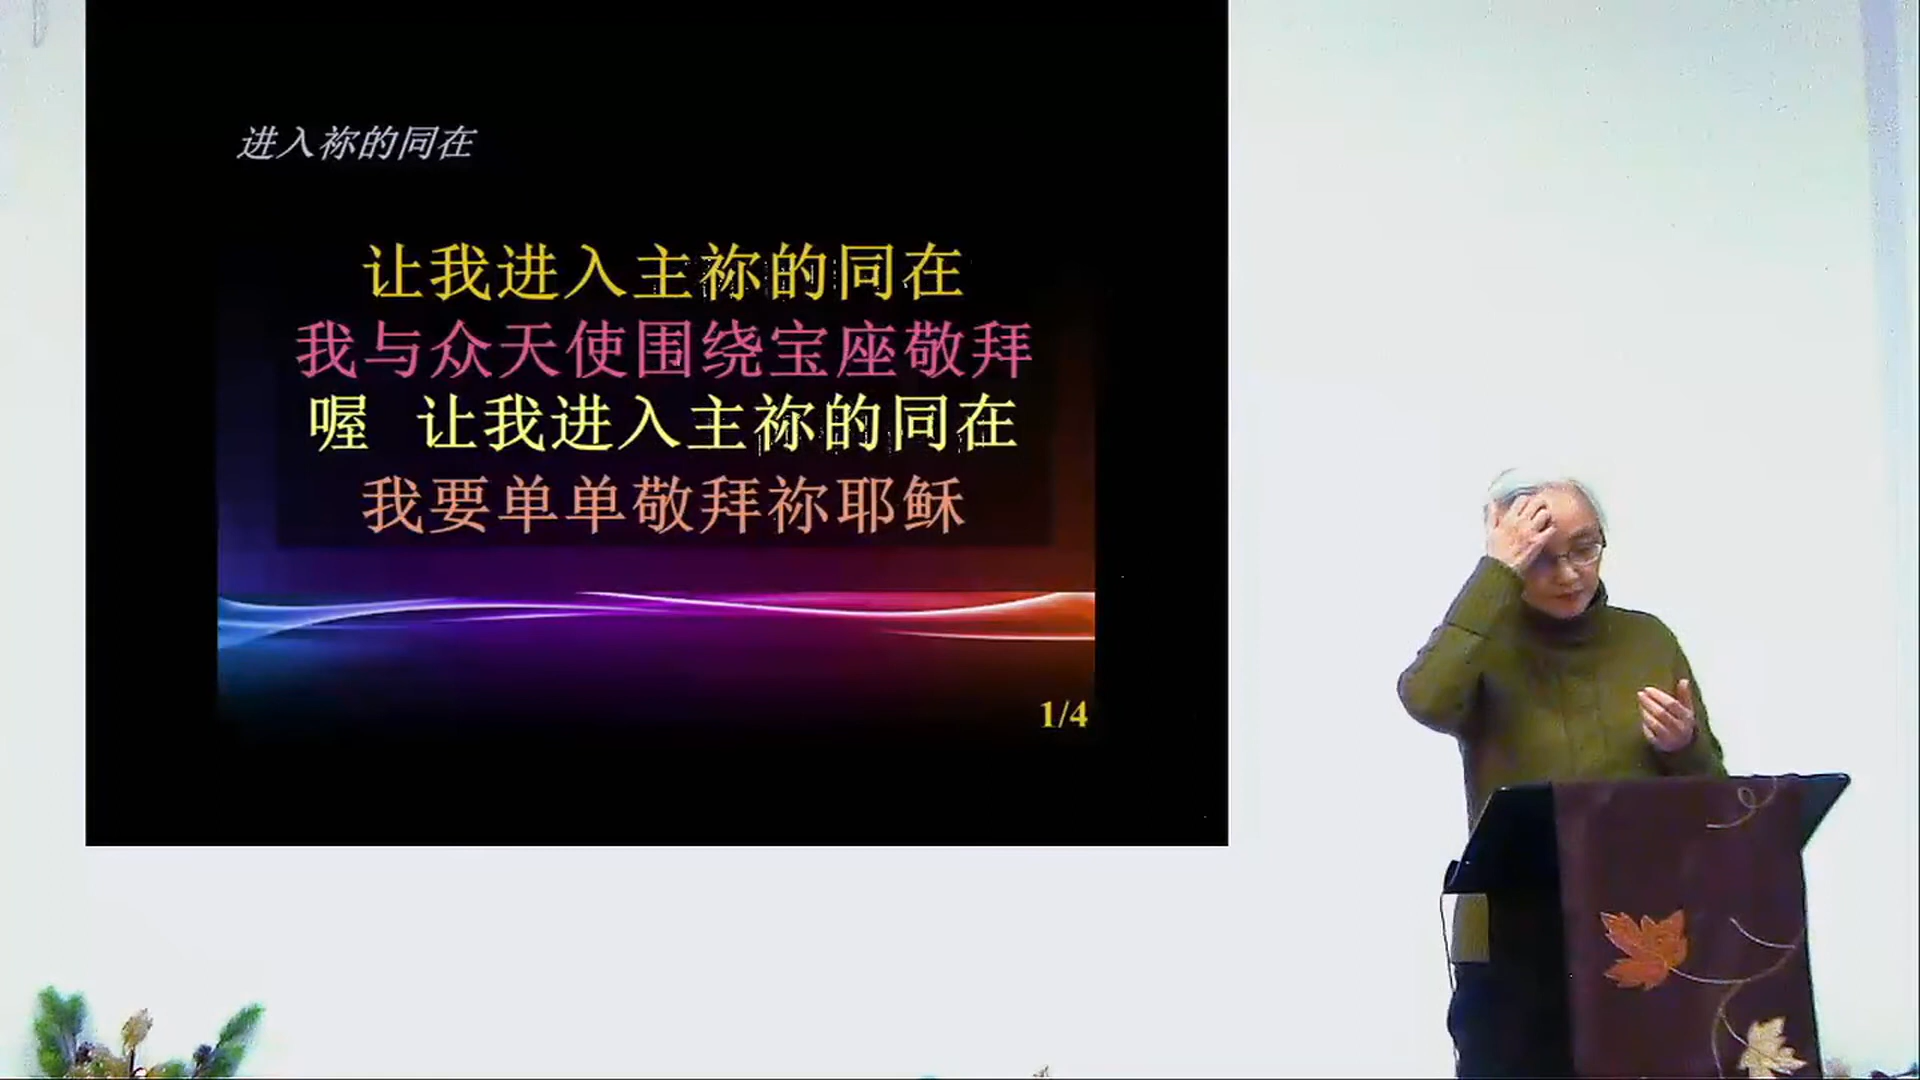 进入祢的同在
让我进入主祢的同在
我与众天使围绕宝座敬拜
喔 让我进入主祢的同在
我要单单敬拜祢耶稣
1/4